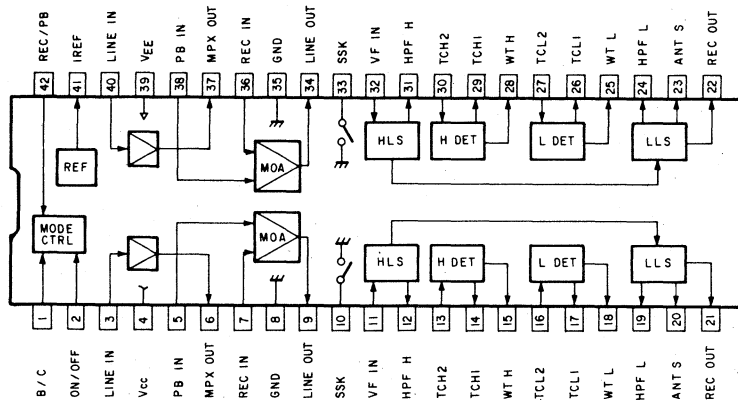 REC/PB IREF LINE IN VEE PB IN MPX OUT REC IN GND LINE OUT SSK VF IN HPF H TCH2 TCH1 WT H TCL2 TCL1 WT L HPF L ANT S REC OUT
42 41 40 39 38 37 36 35 34 33 32 31 30 29 28 27 26 25 24 23 22
REF MOA HLS H DET L DET LLS
MODE CTRL
MOA HLS H DET L DET LLS
1 2 3 4 5 6 7 8 9 10 11 12 13 14 15 16 17 18 19 20 21
B/C ON/OFF LINE IN Vcc PB IN MPX OUT REC IN GND LINE OUT SSK VF IN HPF H TCH2 TCH1 WT H TCL2 TCL1 WT L HPF L ANT S REC OUT